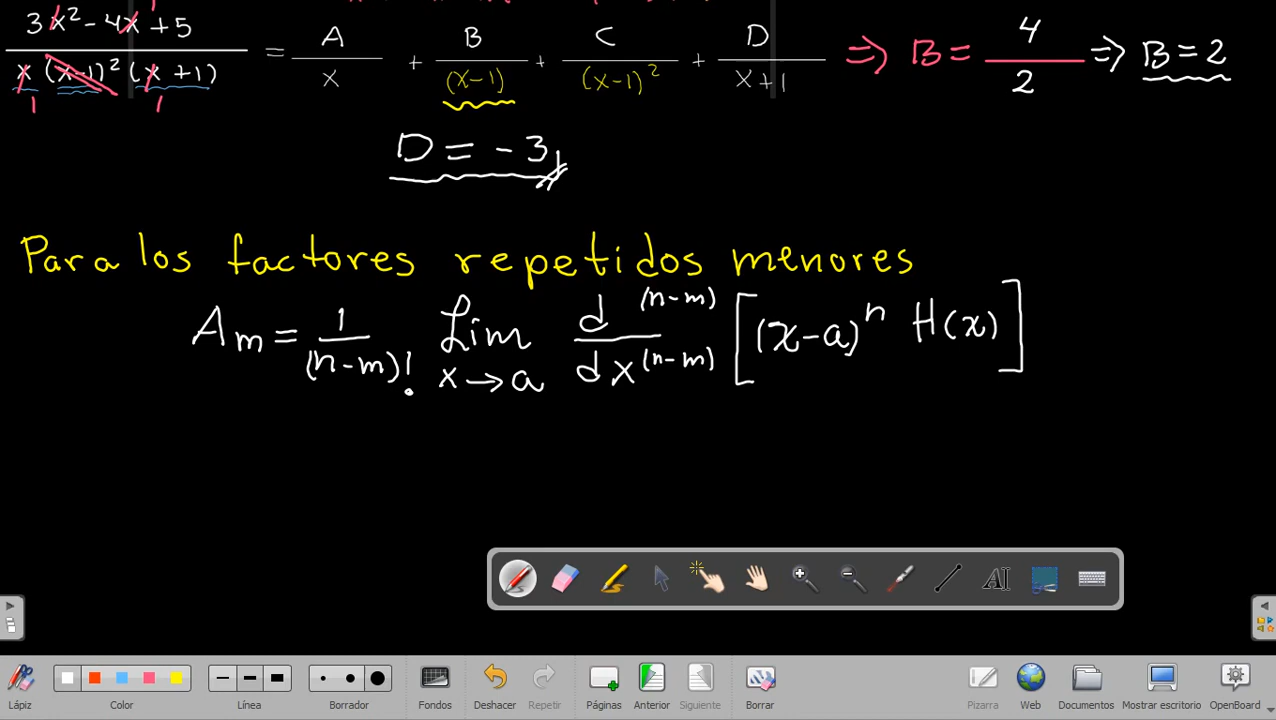 3x² - 4x + 5 / x (x-1)² (x+1) = A / x + B / (x-1) + C / (x-1)² + D / x+1 ⇒ B = 4 / 2 ⇒ B = 2
1 1
D = -3
Para los factores repetidos menores
Am = 1 / (n-m)! Lim x→a d^(n-m) / dx^(n-m) [(x-a)^n H(x)]
Lápiz Color Línea Borrador Fondos Deshacer Repetir Páginas Anterior Siguiente Borrar Pizarra Web Documentos Mostrar escritorio OpenBoard